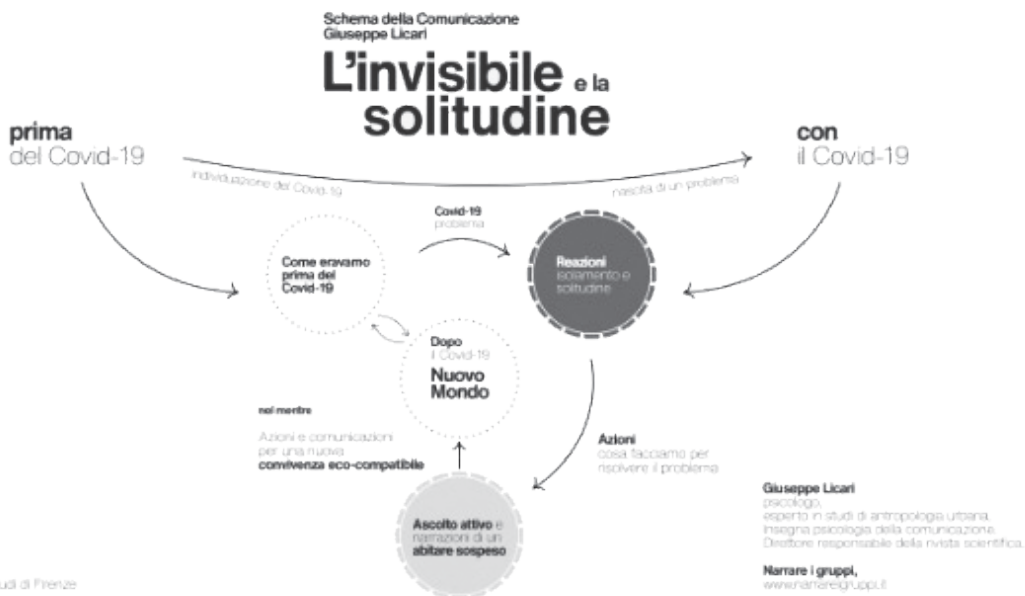 Schema della Comunicazione
Giuseppe Licari
L'invisibile e la
solitudine
prima
del Covid-19
con
il Covid-19
individuazione del Covid-19
nascita di un problema
Covid-19
problema
Come eravamo
prima del
Covid-19
Reazioni
isolamento e
solitudine
Dopo
il Covid-19
Nuovo
Mondo
nel mentre
Azioni e comunicazioni
per una nuova
convivenza eco-compatibile
Azioni
cosa facciamo per
risolvere il problema
Ascolto attivo e
narrazioni di un
abitare sospeso
Giuseppe Licari
psicologo,
esperto in studi di antropologia urbana.
Insegna psicologia della comunicazione.
Direttore responsabile della rivista scientifica.
Narrare i gruppi,
www.narrareigruppi.it
udi di Firenze